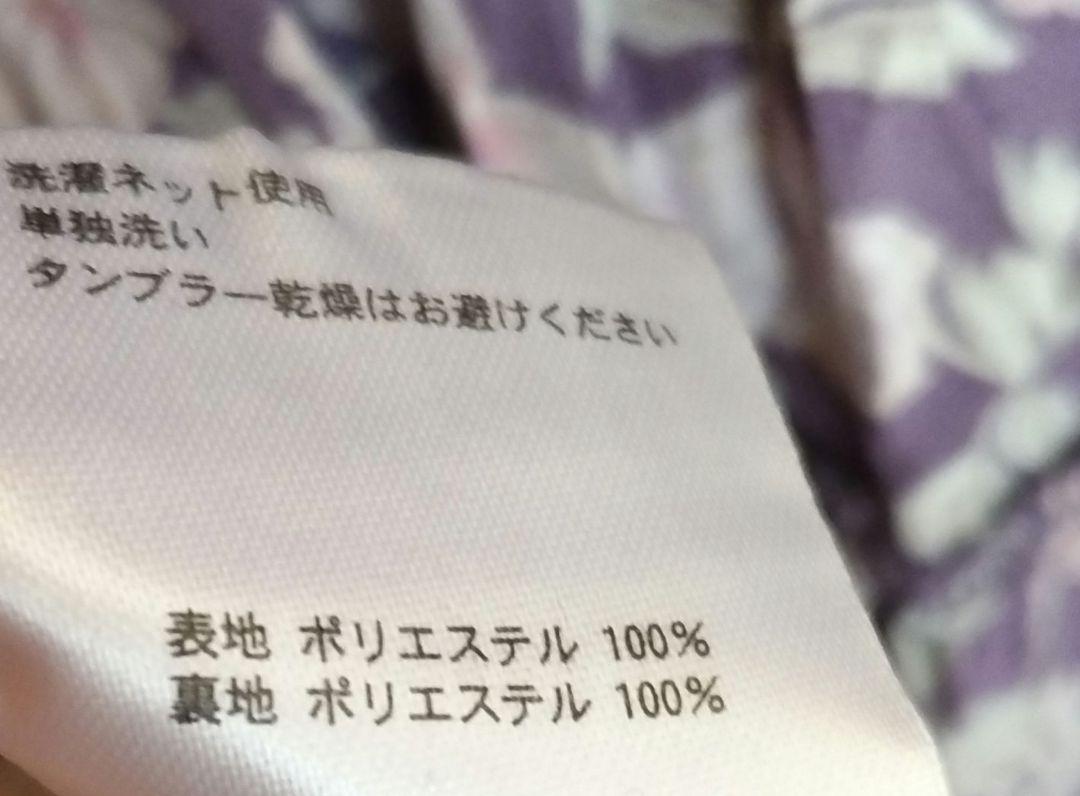 洗濯ネット使用
単独洗い
タンブラー乾燥はお避けください
表地 ポリエステル 100%
裏地 ポリエステル 100%